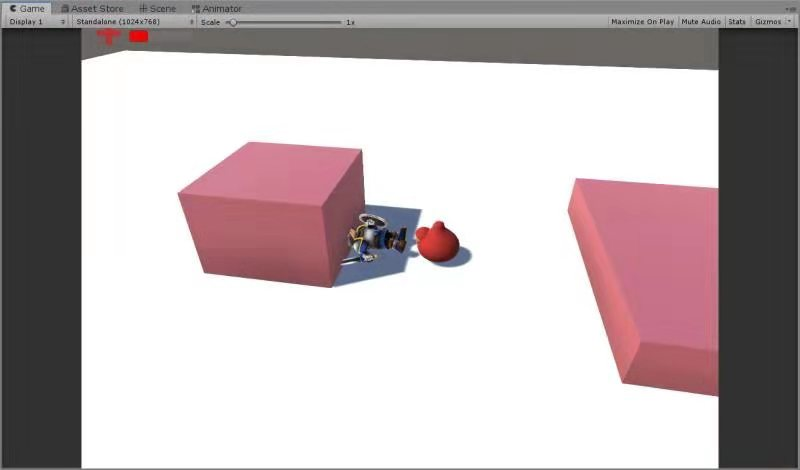 Game Asset Store Scene Animator
Display 1 Standalone (1024x768) Scale 1x Maximize On Play Mute Audio Stats Gizmos